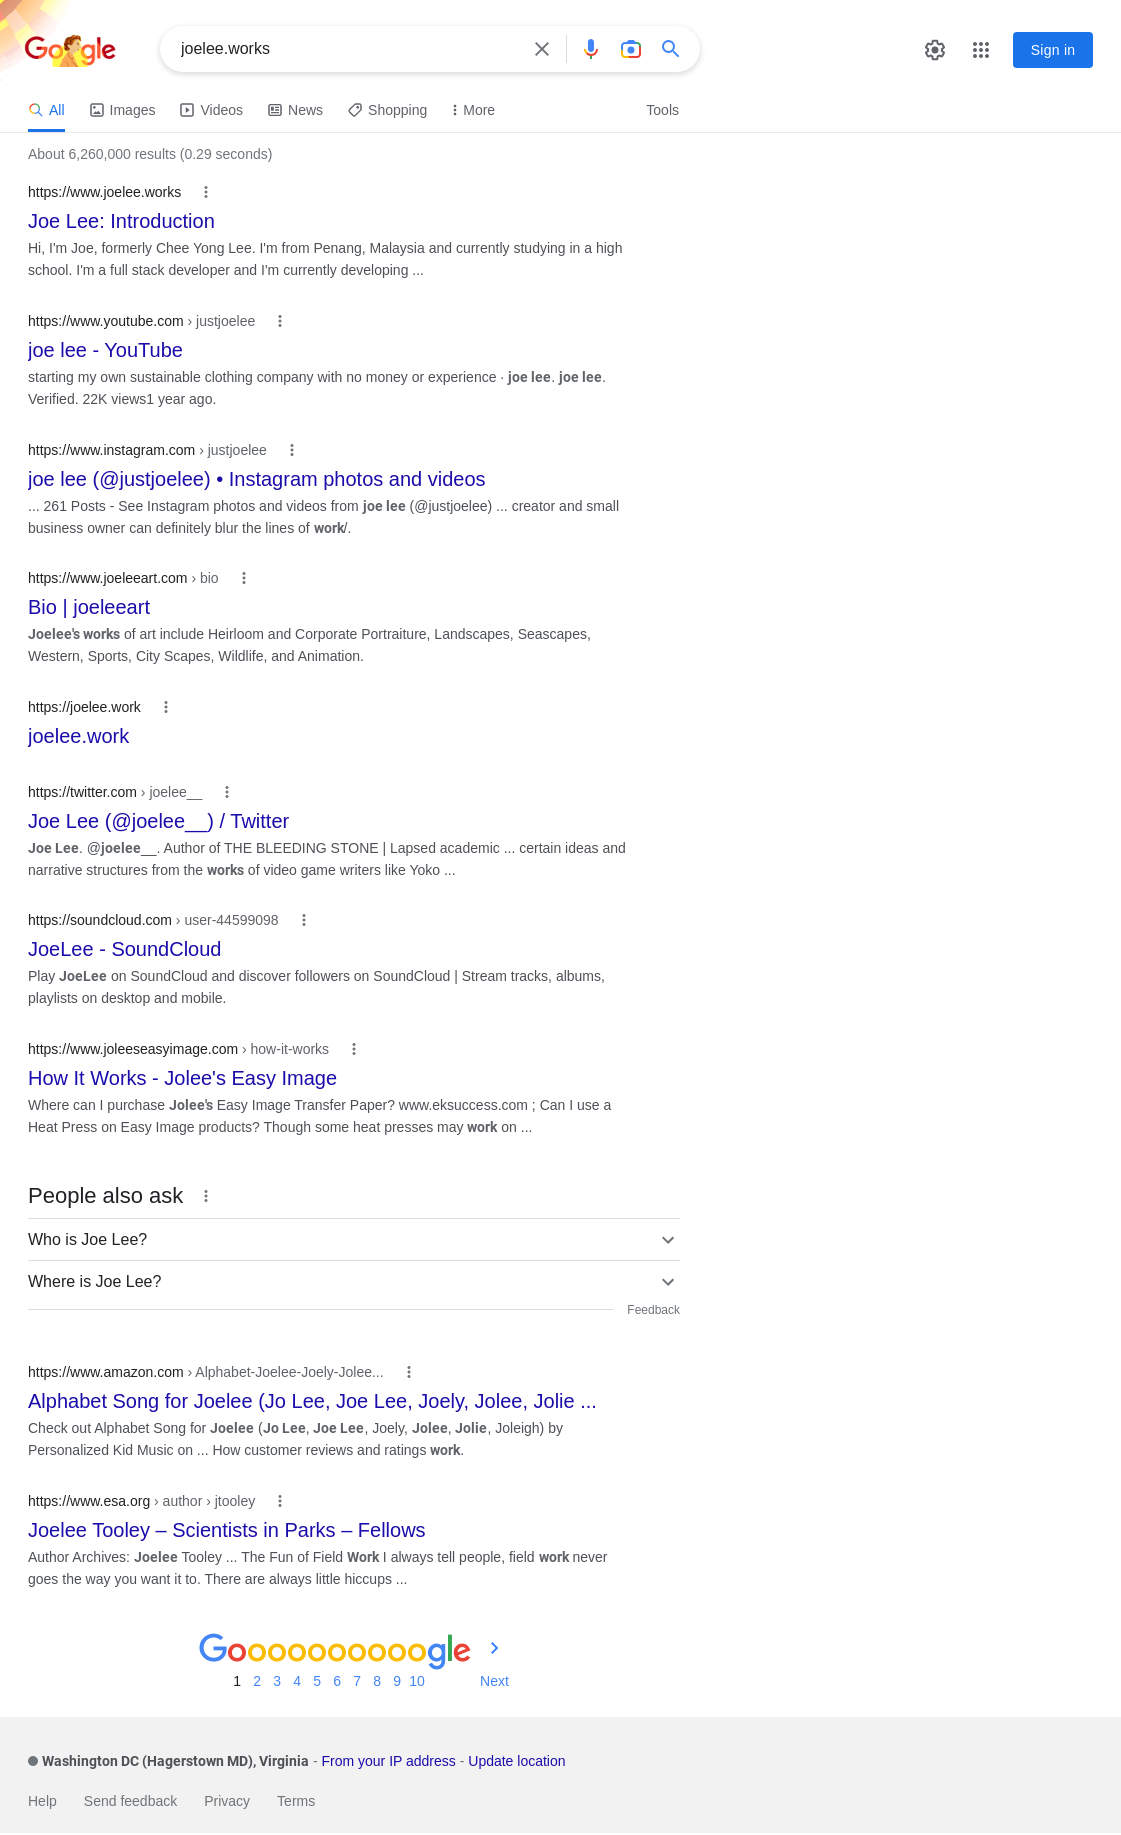 Google
joelee.works
Sign in
All Images Videos News Shopping More Tools
About 6,260,000 results (0.29 seconds)
https://www.joelee.works
Joe Lee: Introduction
Hi, I'm Joe, formerly Chee Yong Lee. I'm from Penang, Malaysia and currently studying in a high
school. I'm a full stack developer and I'm currently developing ...
https://www.youtube.com › justjoelee
joe lee - YouTube
starting my own sustainable clothing company with no money or experience · joe lee. joe lee.
Verified. 22K views1 year ago.
https://www.instagram.com › justjoelee
joe lee (@justjoelee) • Instagram photos and videos
... 261 Posts - See Instagram photos and videos from joe lee (@justjoelee) ... creator and small
business owner can definitely blur the lines of work/.
https://www.joeleeart.com › bio
Bio | joeleeart
Joelee's works of art include Heirloom and Corporate Portraiture, Landscapes, Seascapes,
Western, Sports, City Scapes, Wildlife, and Animation.
https://joelee.work
joelee.work
https://twitter.com › joelee__
Joe Lee (@joelee__) / Twitter
Joe Lee. @joelee__. Author of THE BLEEDING STONE | Lapsed academic ... certain ideas and
narrative structures from the works of video game writers like Yoko ...
https://soundcloud.com › user-44599098
JoeLee - SoundCloud
Play JoeLee on SoundCloud and discover followers on SoundCloud | Stream tracks, albums,
playlists on desktop and mobile.
https://www.joleeseasyimage.com › how-it-works
How It Works - Jolee's Easy Image
Where can I purchase Jolee's Easy Image Transfer Paper? www.eksuccess.com ; Can I use a
Heat Press on Easy Image products? Though some heat presses may work on ...
People also ask
Who is Joe Lee?
Where is Joe Lee?
Feedback
https://www.amazon.com › Alphabet-Joelee-Joely-Jolee...
Alphabet Song for Joelee (Jo Lee, Joe Lee, Joely, Jolee, Jolie ...
Check out Alphabet Song for Joelee (Jo Lee, Joe Lee, Joely, Jolee, Jolie, Joleigh) by
Personalized Kid Music on ... How customer reviews and ratings work.
https://www.esa.org › author › jtooley
Joelee Tooley – Scientists in Parks – Fellows
Author Archives: Joelee Tooley ... The Fun of Field Work I always tell people, field work never
goes the way you want it to. There are always little hiccups ...
Goooooooooogle
1 2 3 4 5 6 7 8 9 10 Next
Washington DC (Hagerstown MD), Virginia - From your IP address - Update location
Help Send feedback Privacy Terms